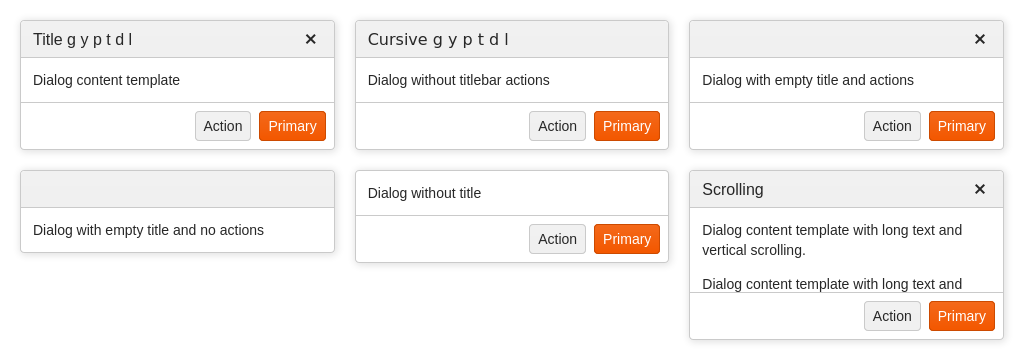 Title g y p t d l
Dialog content template
Action Primary
Cursive g y p t d l
Dialog without titlebar actions
Action Primary
Dialog with empty title and actions
Action Primary
Dialog with empty title and no actions
Dialog without title
Action Primary
Scrolling
Dialog content template with long text and
vertical scrolling.
Dialog content template with long text and
Action Primary